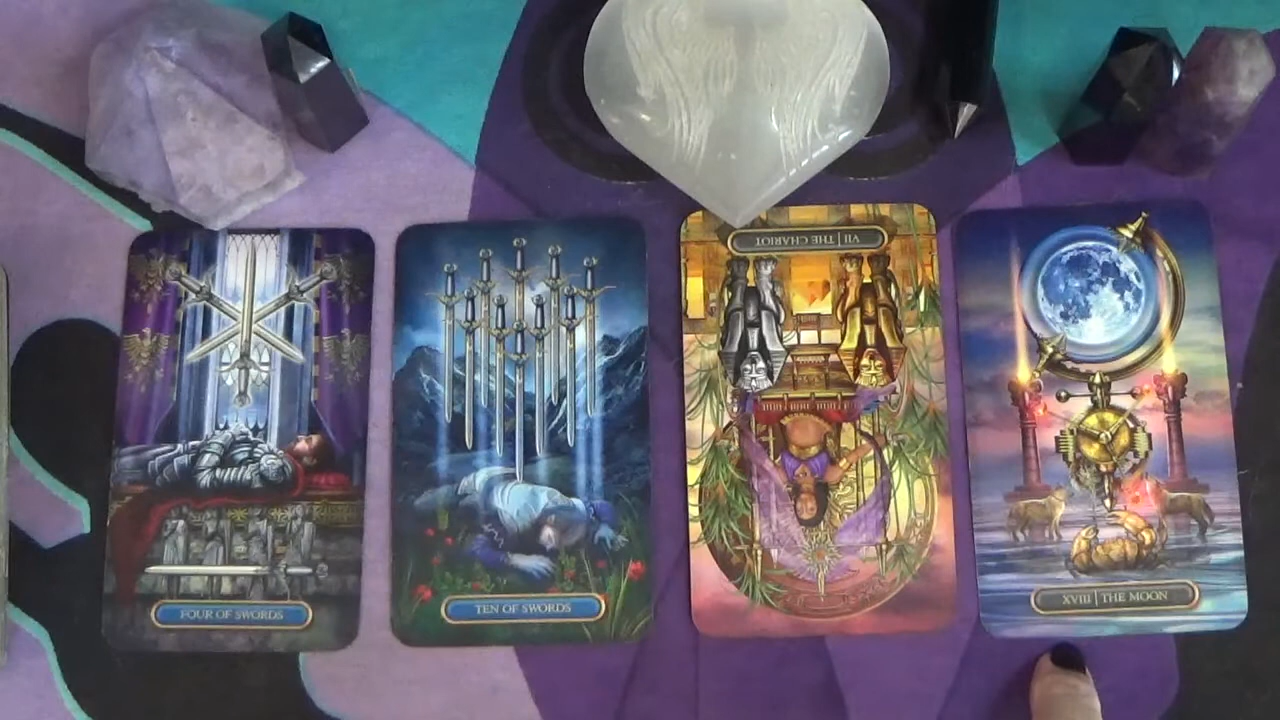 FOUR OF SWORDS
TEN OF SWORDS
VII | THE CHARIOT
XVIII | THE MOON